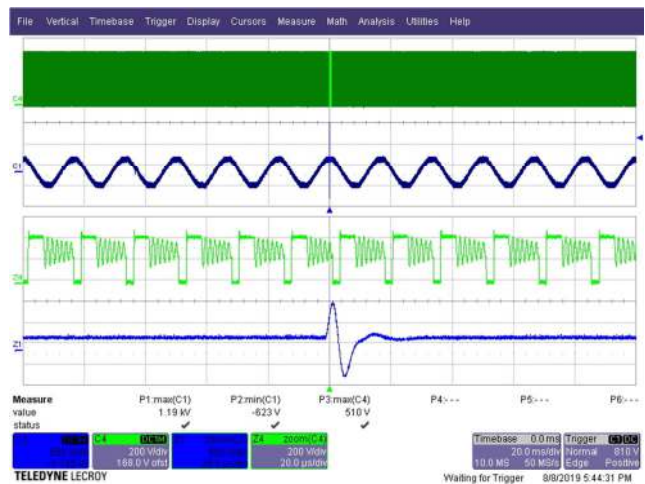 File Vertical Timebase Trigger Display Cursors Measure Math Analysis Utilities Help
C4
C1
Z4
Z1
Measure P1:max(C1) P2:min(C1) P3:max(C4) P4:- - - P5:- - - P6:- - -
value 1.19 kV -623 V 510 V
status
C4 DC1M Z4 zoom(C4) Timebase 0.0 ms Trigger C1 DC
200 V/div 200 V/div 20.0 ms/div Normal 810 V
168.0 V ofst 20.0 µs/div 10.0 MS 50 MS/s Edge Positive
TELEDYNE LECROY Waiting for Trigger 8/8/2019 5:44:31 PM